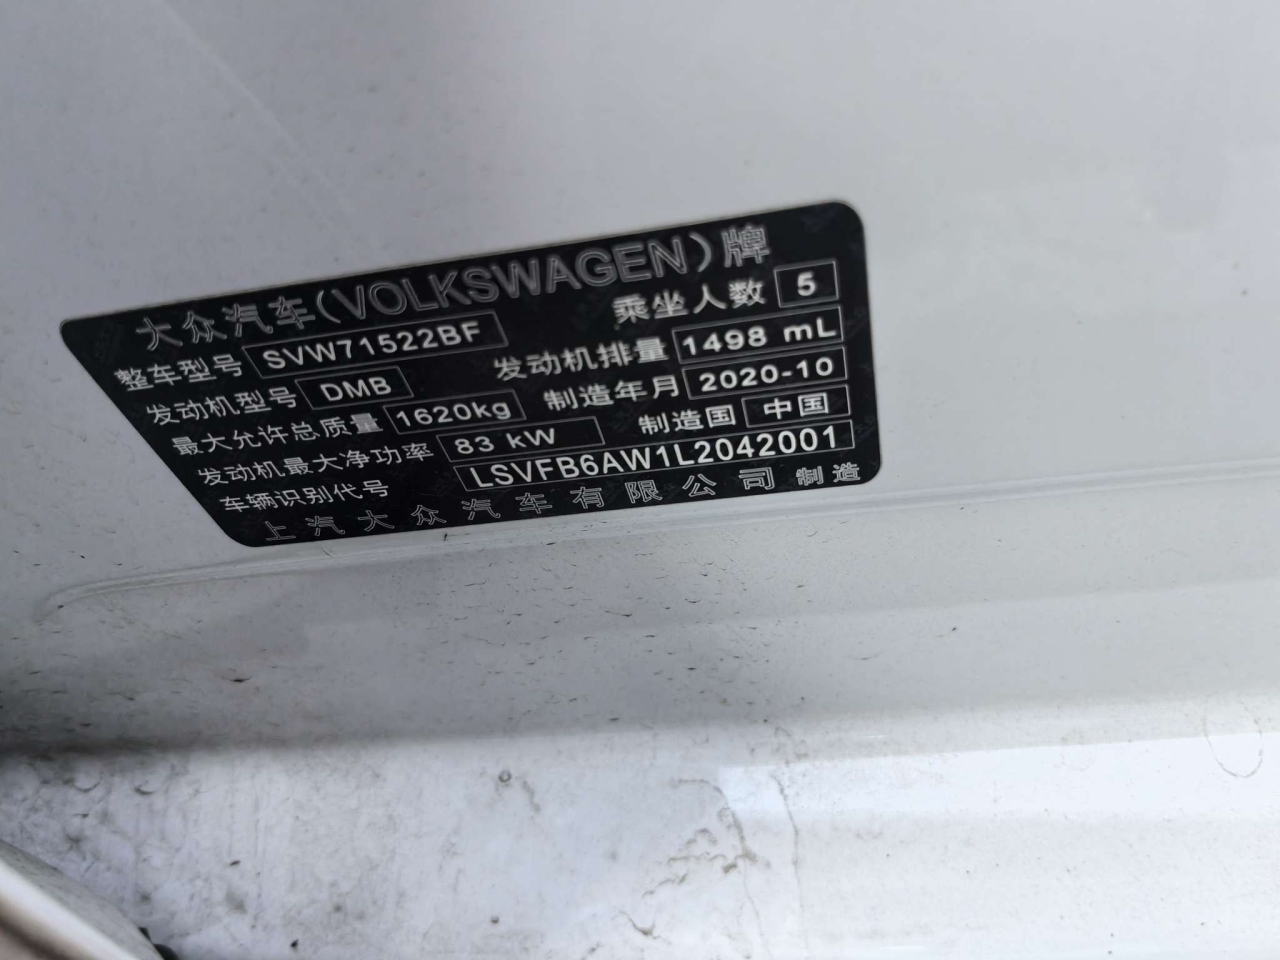 大众汽车(VOLKSWAGEN)牌
整车型号 SVW71522BF 乘坐人数 5
发动机型号 DMB 发动机排量 1498 mL
最大允许总质量 1620kg 制造年月 2020-10
发动机最大净功率 83 kW 制造国 中国
车辆识别代号 LSVFB6AW1L2042001
上汽大众汽车有限公司 制造